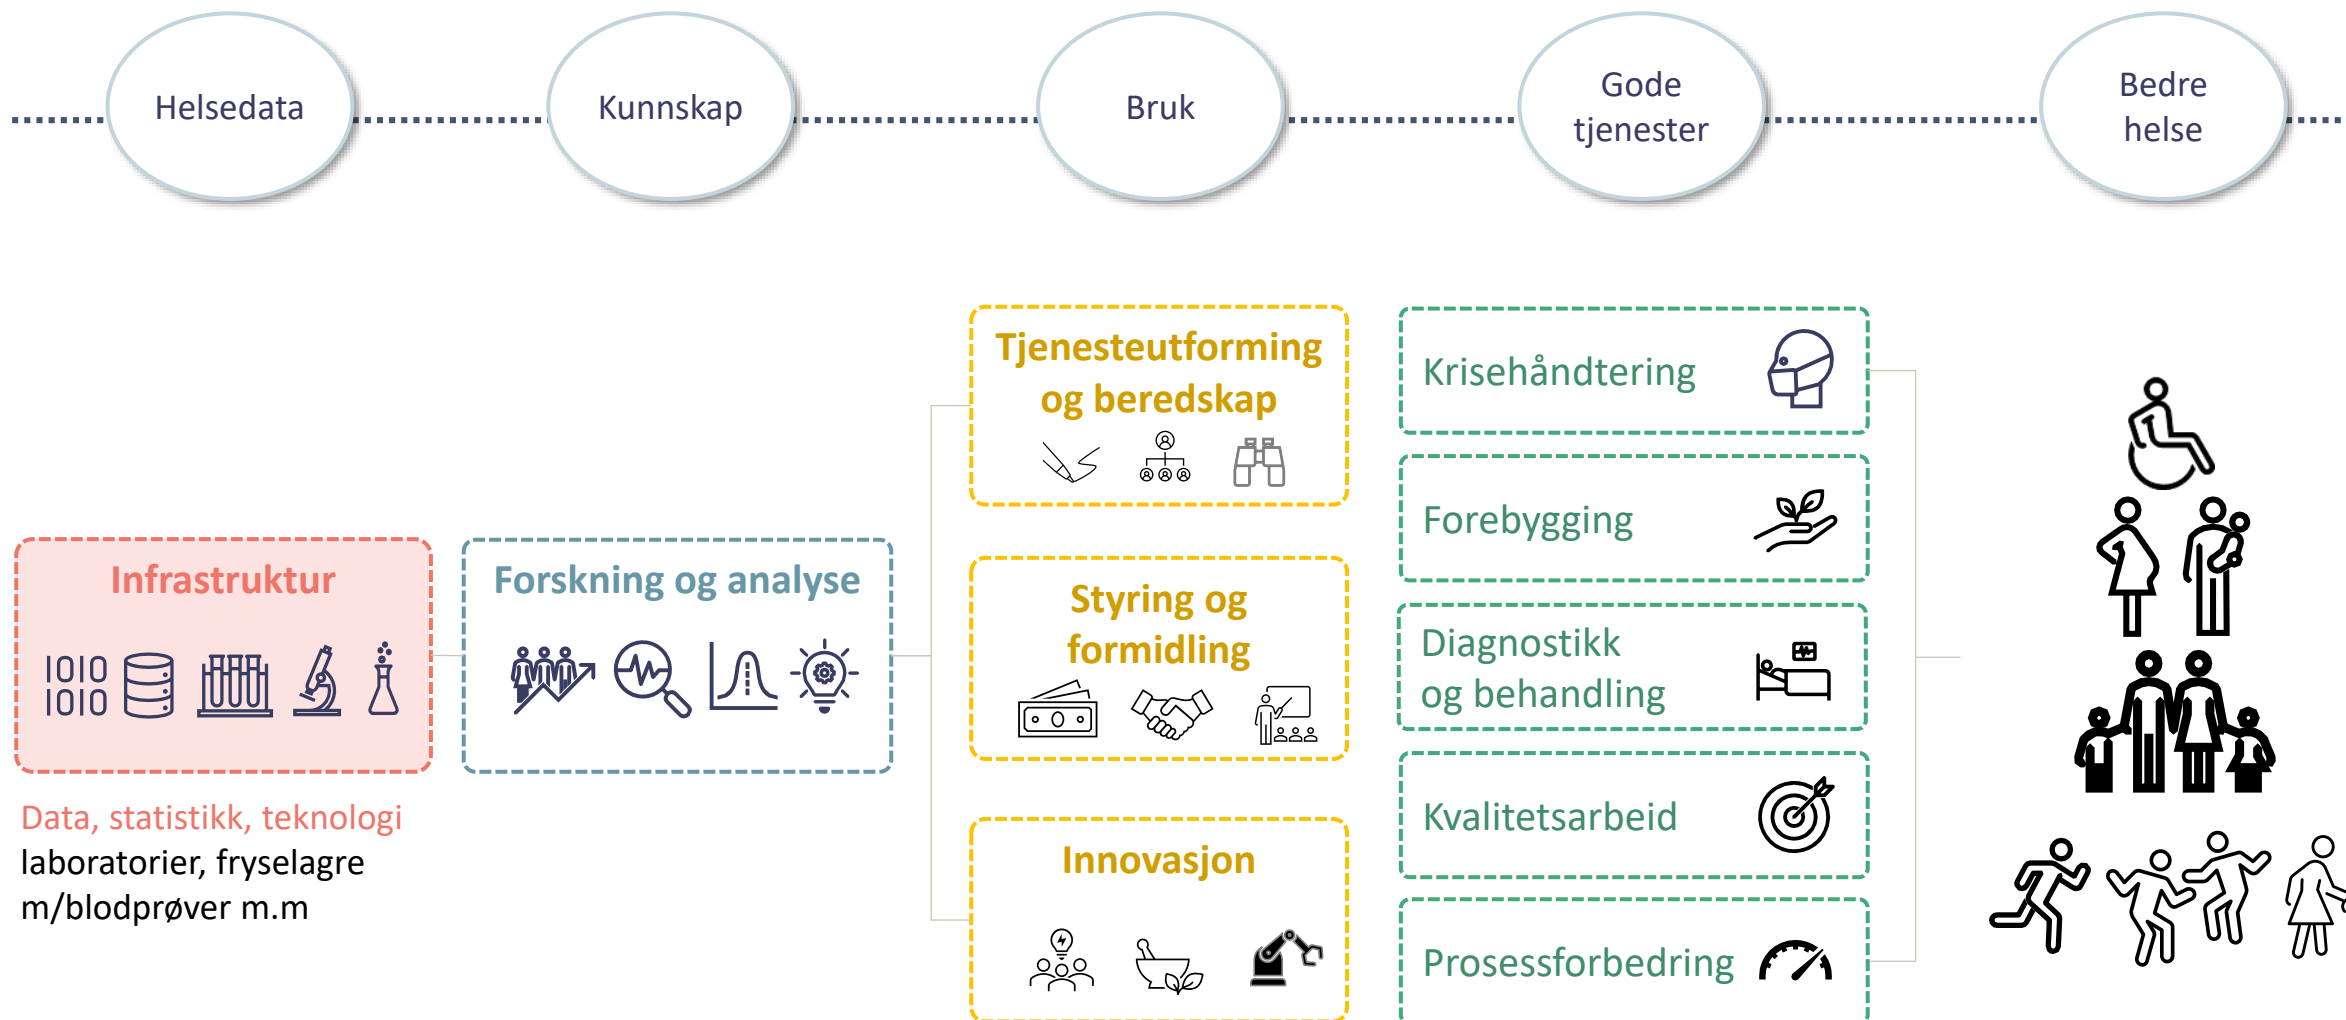 Helsedata
Kunnskap
Bruk
Gode
tjenester
Bedre
helse
Infrastruktur
1010
1010
Data, statistikk, teknologi
laboratorier, fryselagre
m/blodprøver m.m
Forskning og analyse
Tjenesteutforming
og beredskap
Styring og
formidling
Innovasjon
Krisehåndtering
Forebygging
Diagnostikk
og behandling
Kvalitetsarbeid
Prosessforbedring